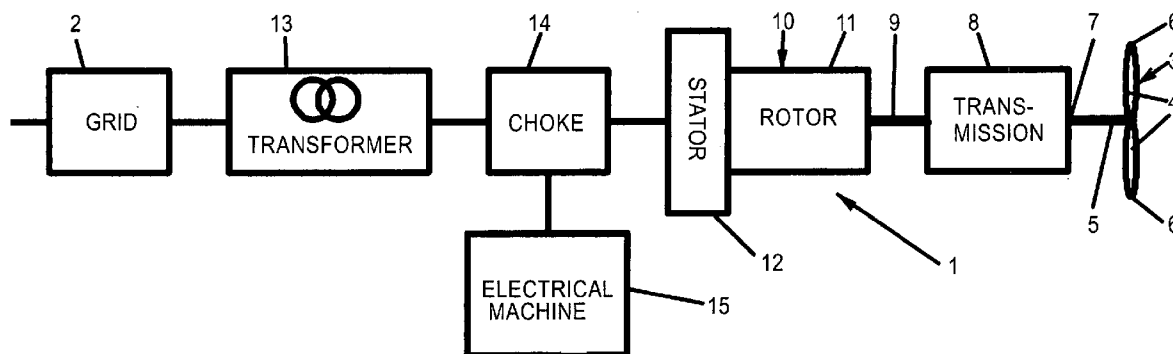 2
13
14
10
11
9
8
7
6
3
4
GRID
TRANSFORMER
CHOKE
STATOR
ROTOR
TRANS-
MISSION
5
6
12
1
ELECTRICAL
MACHINE
15